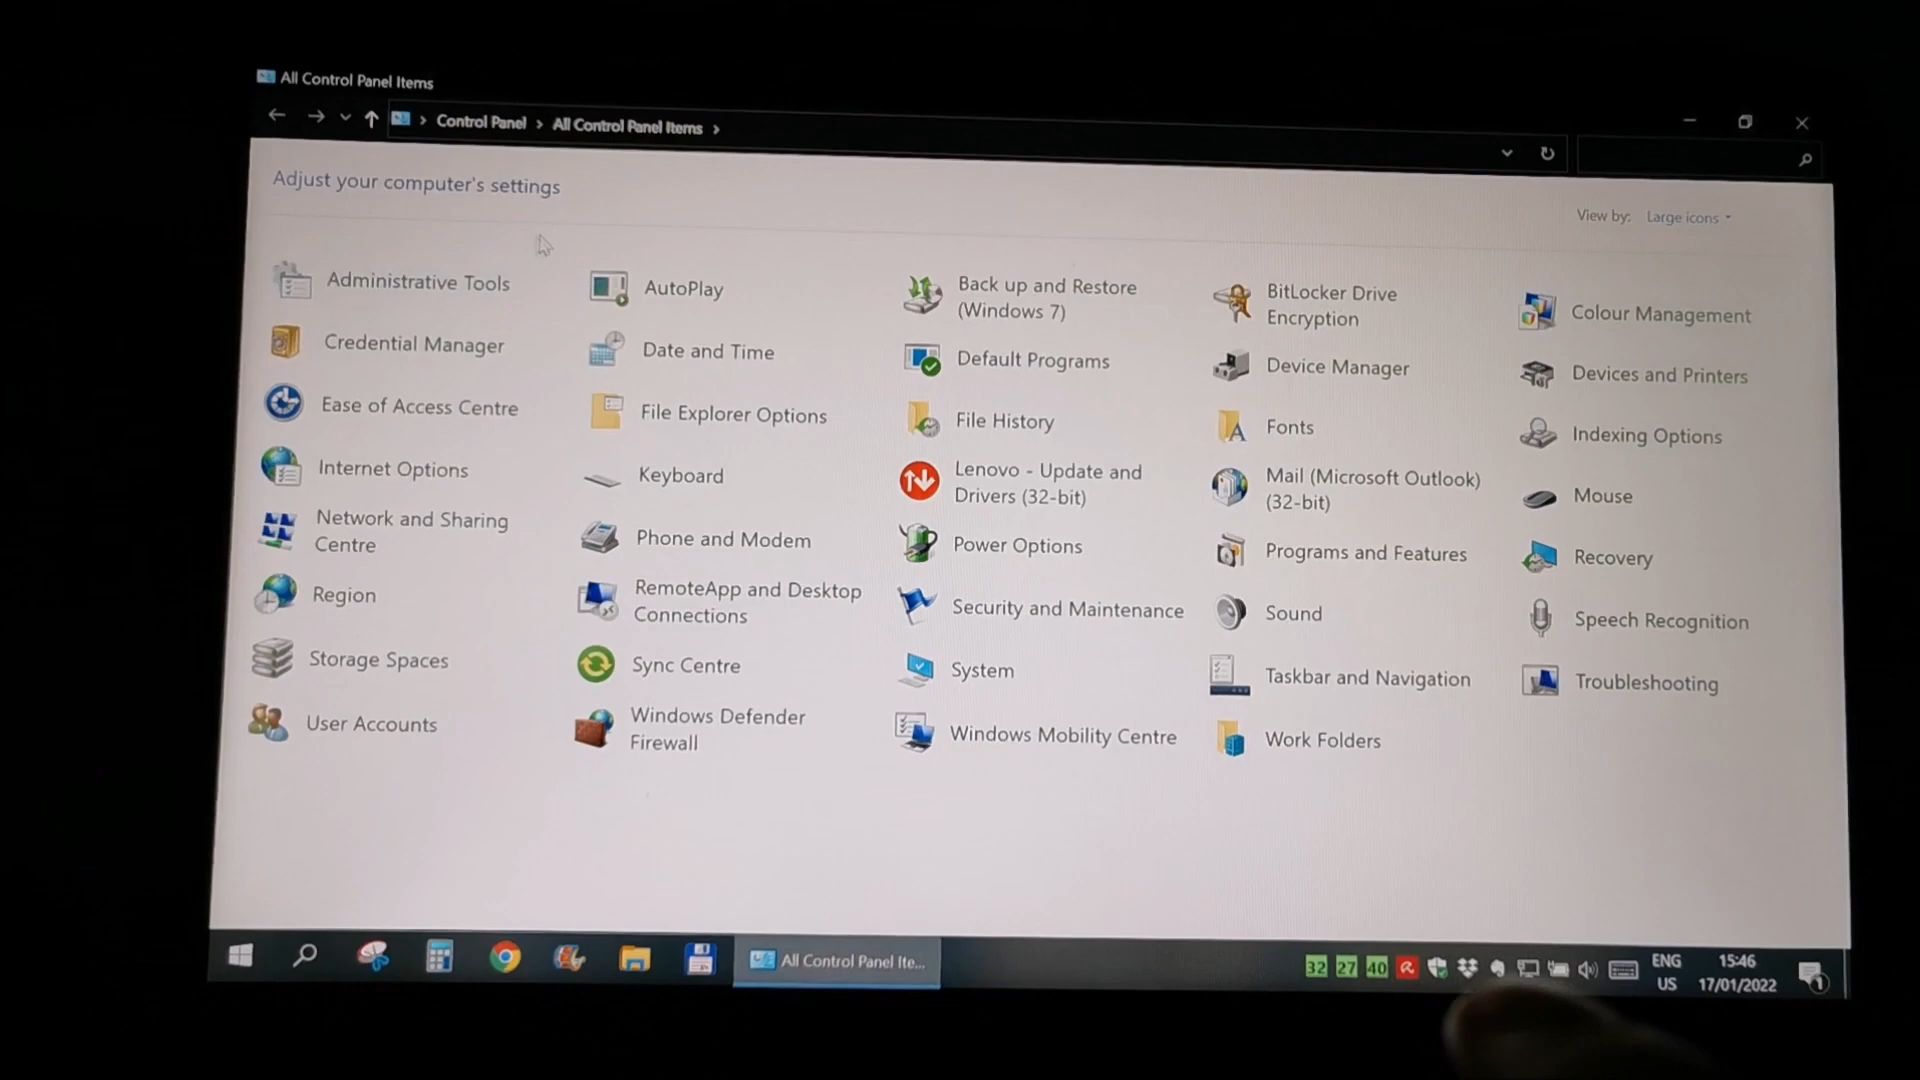 All Control Panel Items
Control Panel > All Control Panel Items >
Adjust your computer's settings
View by: Large icons
Administrative Tools
AutoPlay
Back up and Restore
(Windows 7)
BitLocker Drive
Encryption
Colour Management
Credential Manager
Date and Time
Default Programs
Device Manager
Devices and Printers
Ease of Access Centre
File Explorer Options
File History
Fonts
Indexing Options
Internet Options
Keyboard
Lenovo - Update and
Drivers (32-bit)
Mail (Microsoft Outlook)
(32-bit)
Mouse
Network and Sharing
Centre
Phone and Modem
Power Options
Programs and Features
Recovery
Region
RemoteApp and Desktop
Connections
Security and Maintenance
Sound
Speech Recognition
Storage Spaces
Sync Centre
System
Taskbar and Navigation
Troubleshooting
User Accounts
Windows Defender
Firewall
Windows Mobility Centre
Work Folders
All Control Panel Ite...
32 27 40
ENG
US
15:46
17/01/2022
1